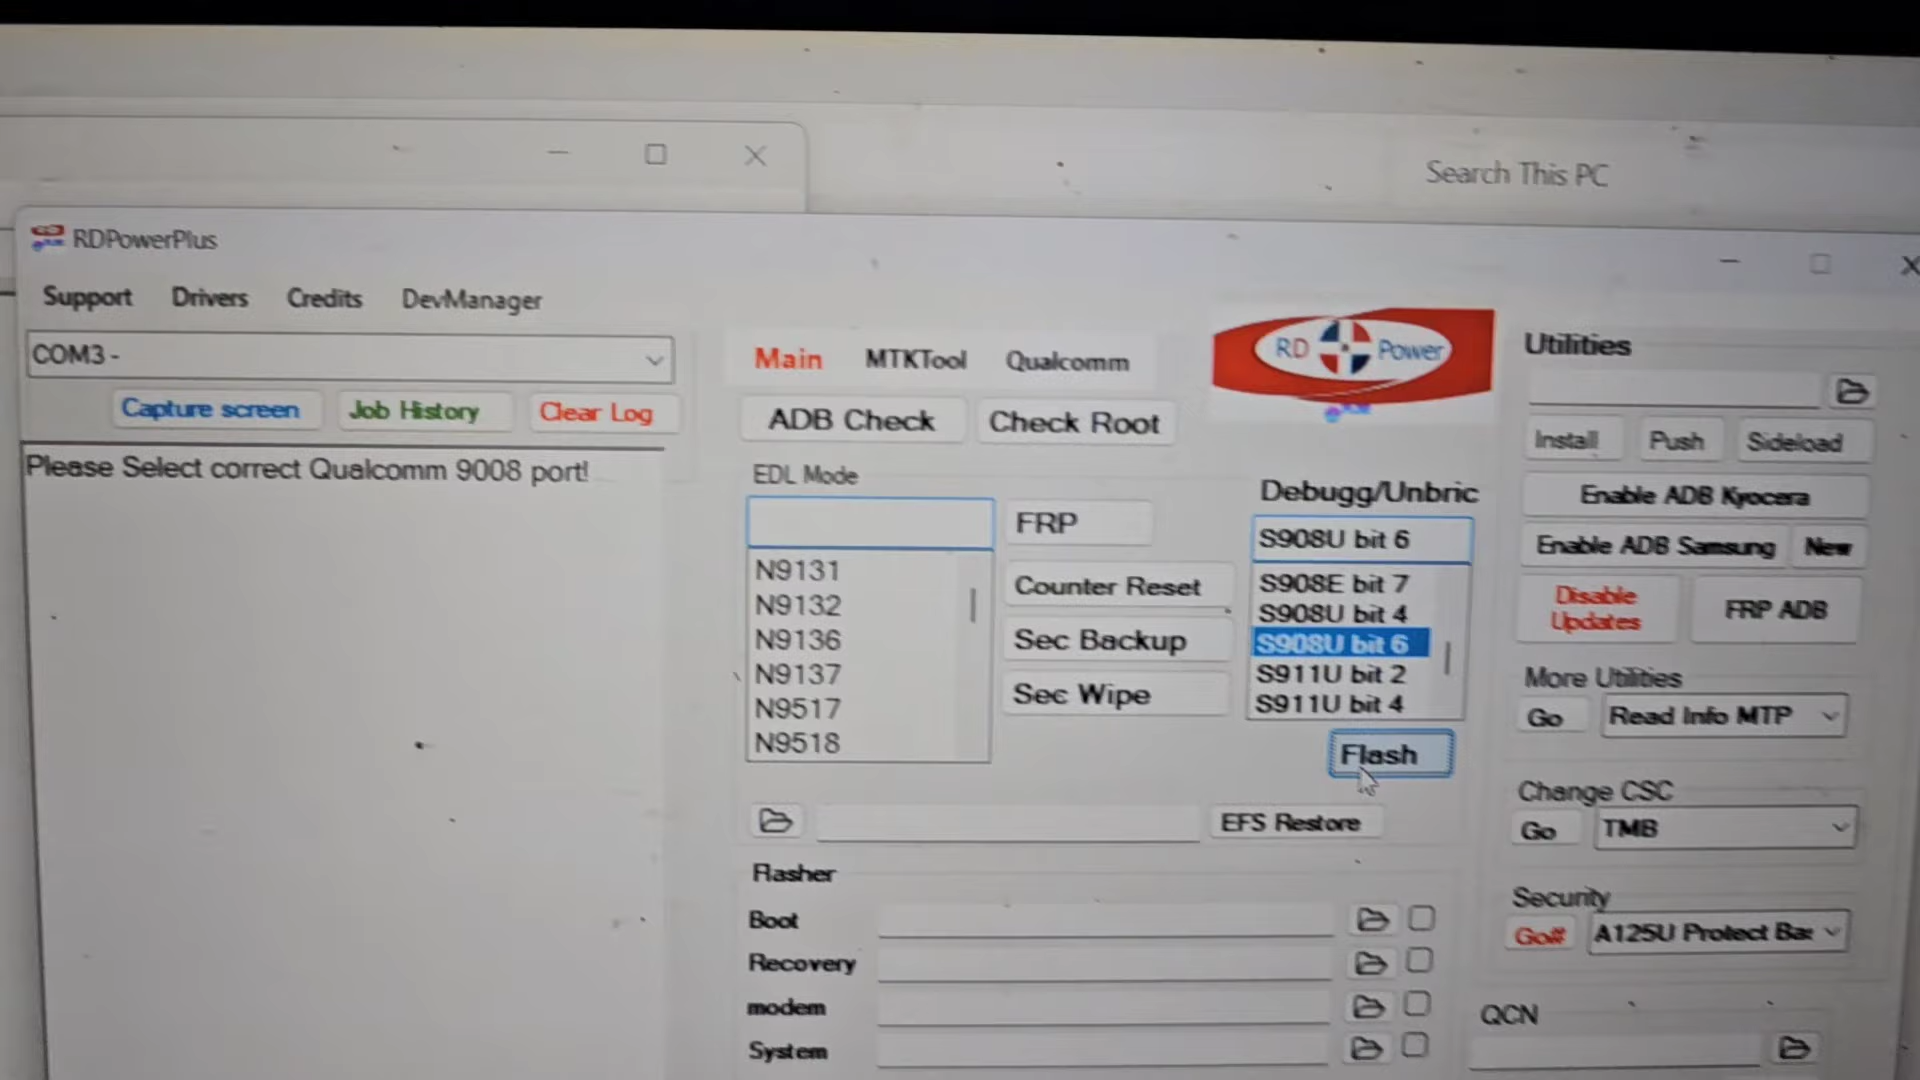 Search This PC
RDPowerPlus
Support Drivers Credits DevManager
COM3 -
Capture screen Job History Clear Log
Please Select correct Qualcomm 9008 port!
Main MTKTool Qualcomm
ADB Check Check Root
RD Power
EDL Mode
N9131
N9132
N9136
N9137
N9517
N9518
FRP
Counter Reset
Sec Backup
Sec Wipe
Debugg/Unbric
S908U bit 6
S908E bit 7
S908U bit 4
S908U bit 6
S911U bit 2
S911U bit 4
Flash
EFS Restore
Flasher
Boot
Recovery
modem
System
Utilities
Install Push Sideload
Enable ADB Kyocera
Enable ADB Samsung New
Disable
Updates
FRP ADB
More Utilities
Go Read Info MTP
Change CSC
Go TMB
Security
Go# A125U Protect Bas
QCN